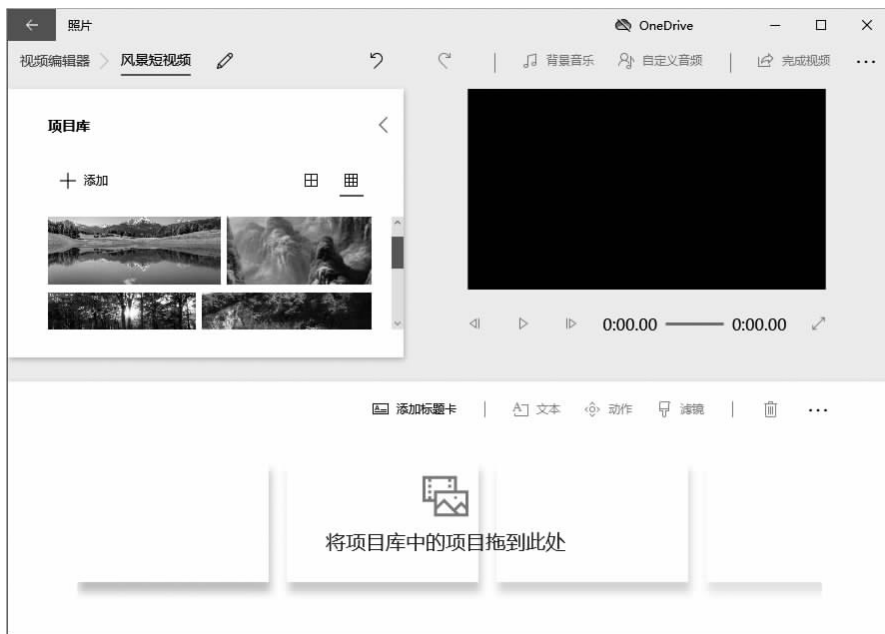 照片
OneDrive
视频编辑器
风景短视频
背景音乐
自定义音频
完成视频
项目库
添加
0:00.00
0:00.00
添加标题卡
文本
动作
滤镜
将项目库中的项目拖到此处